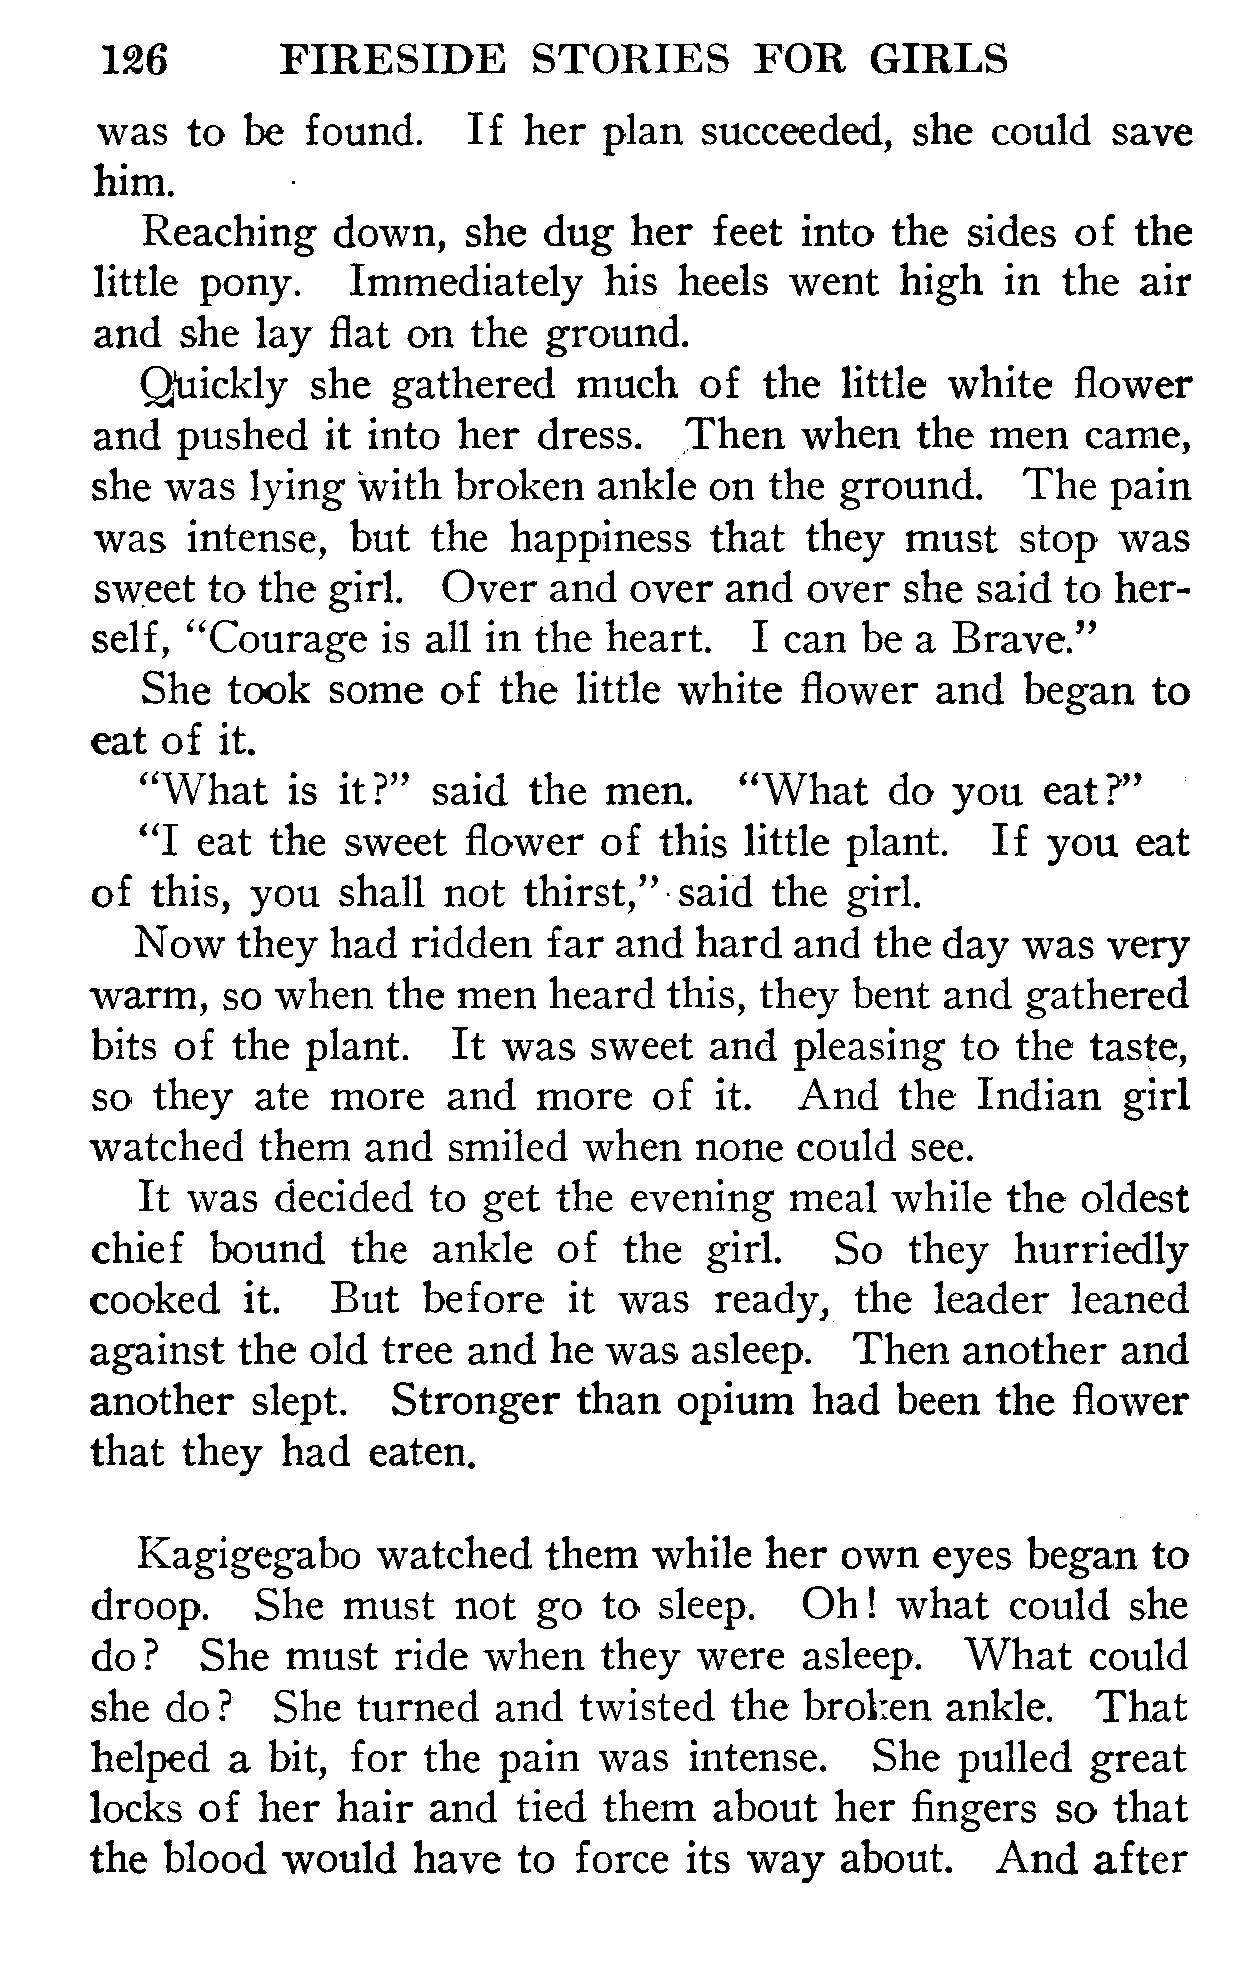 126 FIRESIDE STORIES FOR GIRLS
was to be found. If her plan succeeded, she could save
him.
Reaching down, she dug her feet into the sides of the
little pony. Immediately his heels went high in the air
and she lay flat on the ground.
Quickly she gathered much of the little white flower
and pushed it into her dress. Then when the men came,
she was lying with broken ankle on the ground. The pain
was intense, but the happiness that they must stop was
sweet to the girl. Over and over and over she said to her-
self, "Courage is all in the heart. I can be a Brave."
She took some of the little white flower and began to
eat of it.
"What is it?" said the men. "What do you eat?"
"I eat the sweet flower of this little plant. If you eat
of this, you shall not thirst," said the girl.
Now they had ridden far and hard and the day was very
warm, so when the men heard this, they bent and gathered
bits of the plant. It was sweet and pleasing to the taste,
so they ate more and more of it. And the Indian girl
watched them and smiled when none could see.
It was decided to get the evening meal while the oldest
chief bound the ankle of the girl. So they hurriedly
cooked it. But before it was ready, the leader leaned
against the old tree and he was asleep. Then another and
another slept. Stronger than opium had been the flower
that they had eaten.
Kagigegabo watched them while her own eyes began to
droop. She must not go to sleep. Oh! what could she
do? She must ride when they were asleep. What could
she do? She turned and twisted the broken ankle. That
helped a bit, for the pain was intense. She pulled great
locks of her hair and tied them about her fingers so that
the blood would have to force its way about. And after